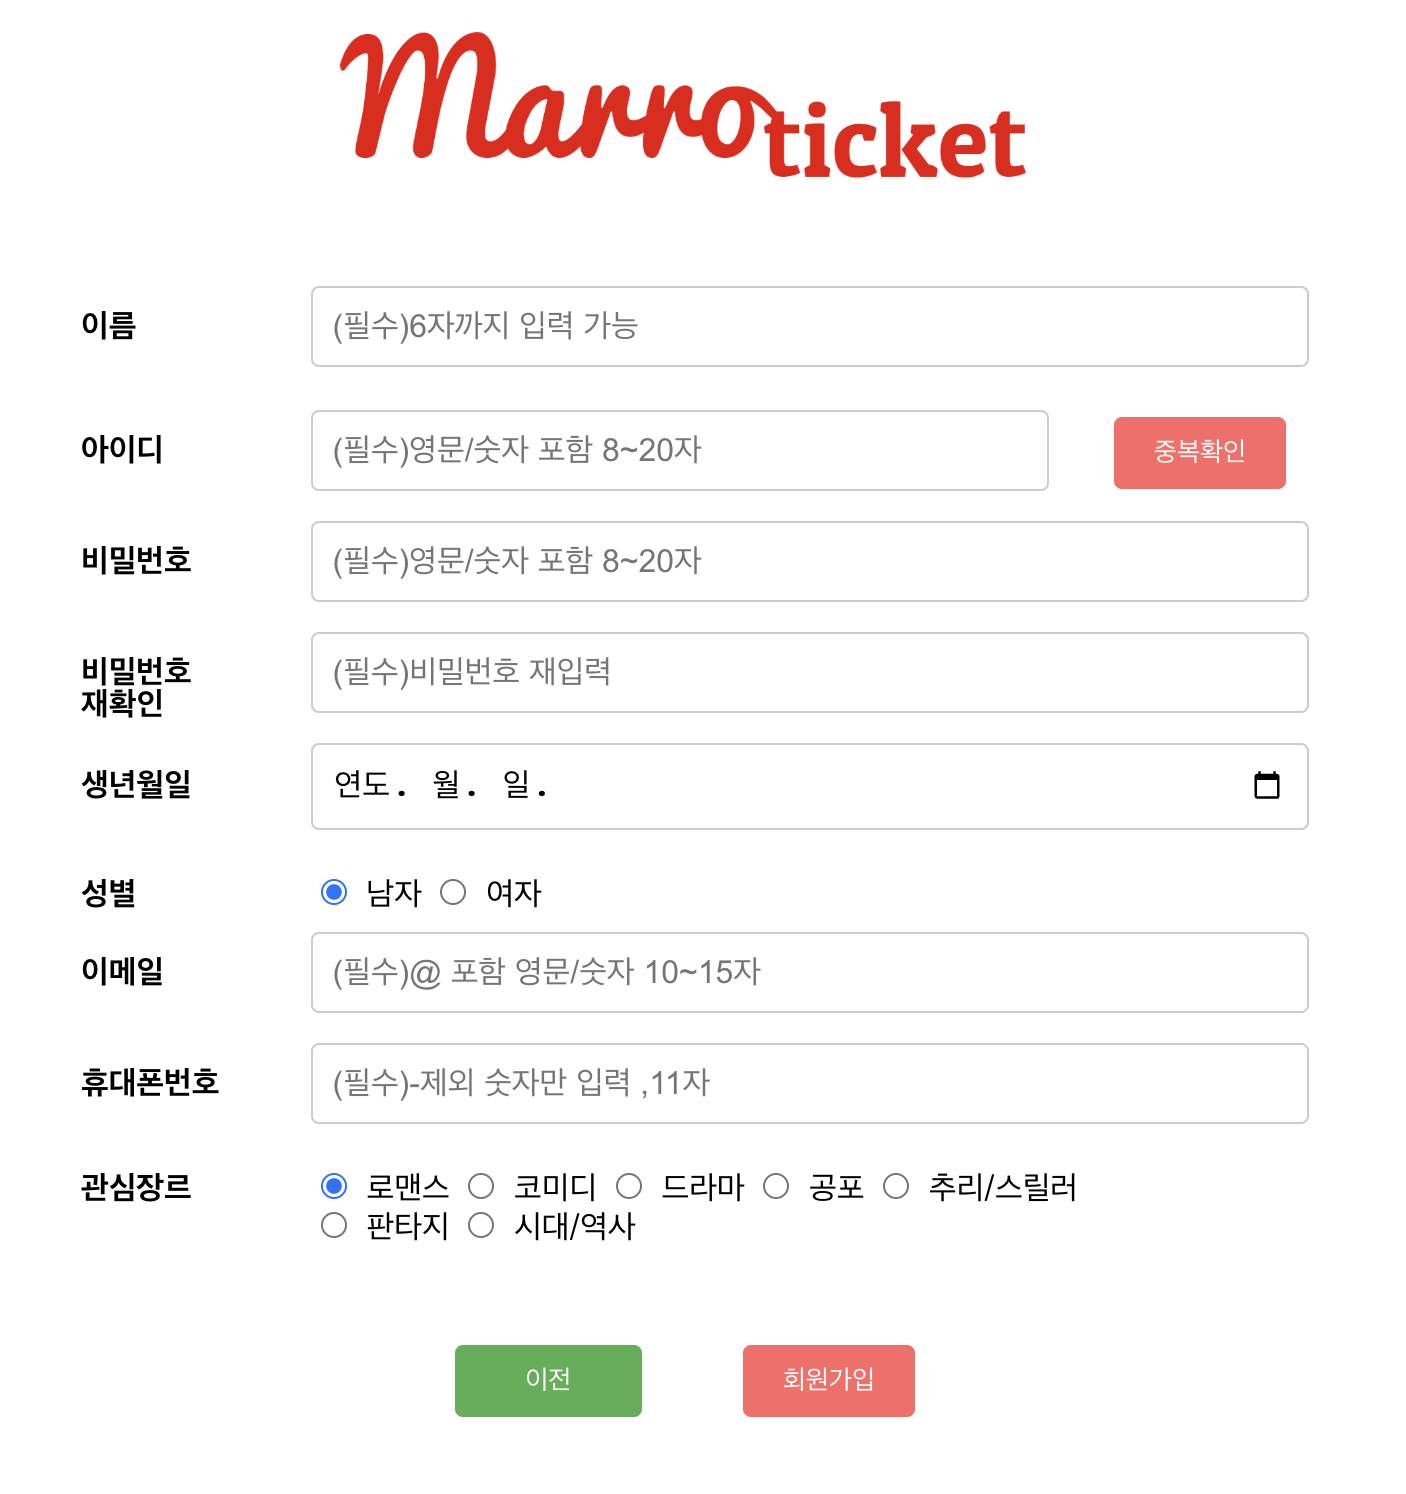 Marroticket
이름 (필수)6자까지 입력 가능
아이디 (필수)영문/숫자 포함 8~20자 중복확인
비밀번호 (필수)영문/숫자 포함 8~20자
비밀번호 (필수)비밀번호 재입력
재확인
생년월일 연도. 월. 일.
성별 남자 여자
이메일 (필수)@ 포함 영문/숫자 10~15자
휴대폰번호 (필수)-제외 숫자만 입력 ,11자
관심장르 로맨스 코미디 드라마 공포 추리/스릴러
판타지 시대/역사
이전 회원가입